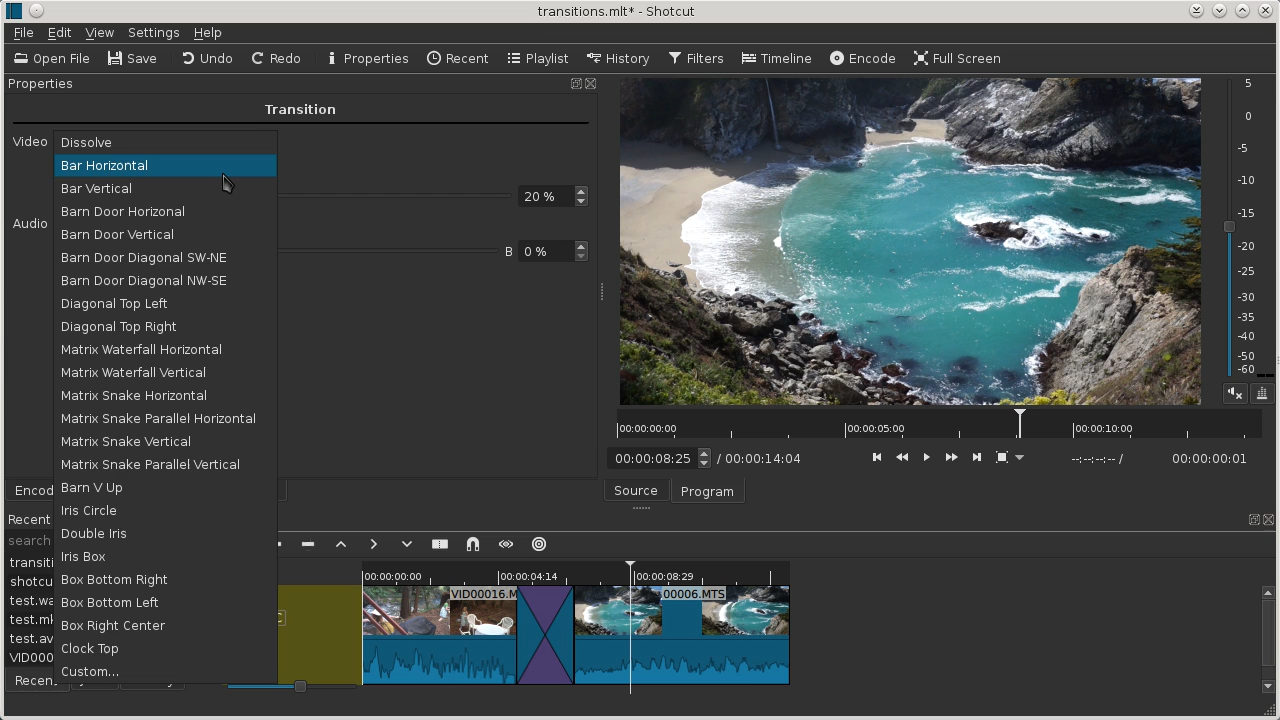 transitions.mlt* - Shotcut
File Edit View Settings Help
Open File Save Undo Redo Properties Recent Playlist History Filters Timeline Encode Full Screen
Properties
Transition
Video
Dissolve
Bar Horizontal
Bar Vertical
Barn Door Horizonal
Barn Door Vertical
Barn Door Diagonal SW-NE
Barn Door Diagonal NW-SE
Diagonal Top Left
Diagonal Top Right
Matrix Waterfall Horizontal
Matrix Waterfall Vertical
Matrix Snake Horizontal
Matrix Snake Parallel Horizontal
Matrix Snake Vertical
Matrix Snake Parallel Vertical
Barn V Up
Iris Circle
Double Iris
Iris Box
Box Bottom Right
Box Bottom Left
Box Right Center
Clock Top
Custom...
20 %
Audio
B 0 %
5
0
-5
-10
-15
-20
-25
-30
-35
-40
-50
-60
00:00:00:00 00:00:05:00 00:00:10:00
00:00:08:25 / 00:00:14:04 --:--:--:-- / 00:00:00:01
Source Program
Encod
Recent
search
transiti
shotcu
test.wa
test.mk
test.av
VID000
Recen
00:00:00:00 00:00:04:14 00:00:08:29
VID00016.M 00006.MTS